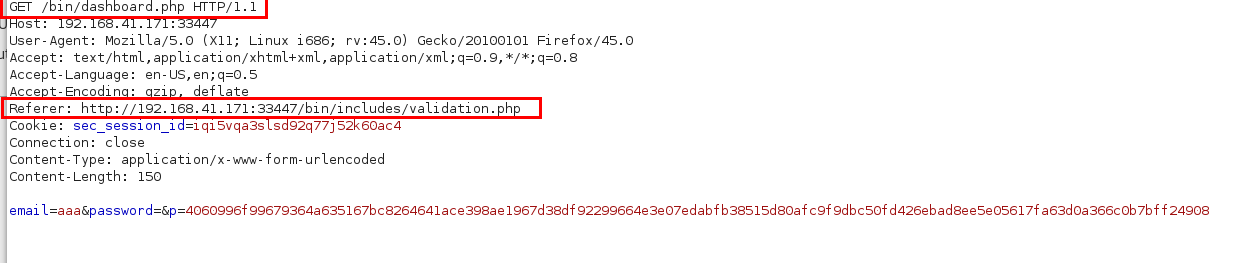 GET /bin/dashboard.php HTTP/1.1
Host: 192.168.41.171:33447
User-Agent: Mozilla/5.0 (X11; Linux i686; rv:45.0) Gecko/20100101 Firefox/45.0
Accept: text/html,application/xhtml+xml,application/xml;q=0.9,*/*;q=0.8
Accept-Language: en-US,en;q=0.5
Accept-Encoding: gzip, deflate
Referer: http://192.168.41.171:33447/bin/includes/validation.php
Cookie: sec_session_id=iqi5vqa3slsd92q77j52k60ac4
Connection: close
Content-Type: application/x-www-form-urlencoded
Content-Length: 150
email=aaa&password=&p=4060996f99679364a635167bc8264641ace398ae1967d38df92299664e3e07edabfb38515d80afc9f9dbc50fd426ebad8ee5e05617fa63d0a366c0b7bff24908